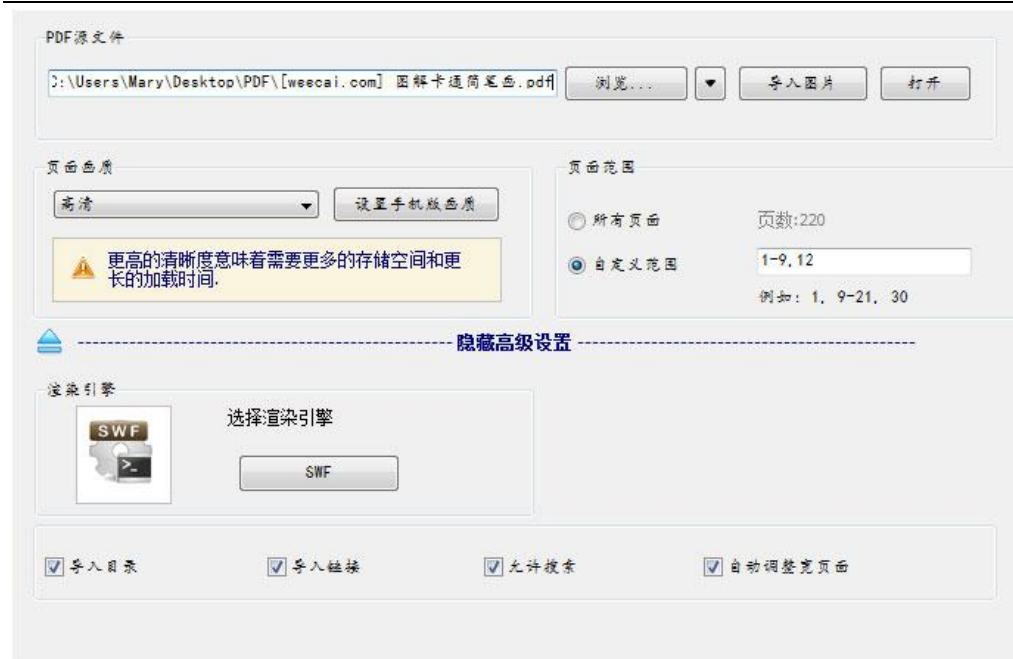 PDF源文件
:\Users\Mary\Desktop\PDF\[weecai.com] 图解卡通简笔画.pdf
浏览...
导入图片
打开
页面画质
高清
设置手机版画质
更高的清晰度意味着需要更多的存储空间和更
长的加载时间.
页面范围
所有页面
页数:220
自定义范围
1-9,12
例如: 1, 9-21, 30
隐藏高级设置
渲染引擎
SWF
选择渲染引擎
SWF
导入目录
导入链接
允许搜索
自动调整宽页面